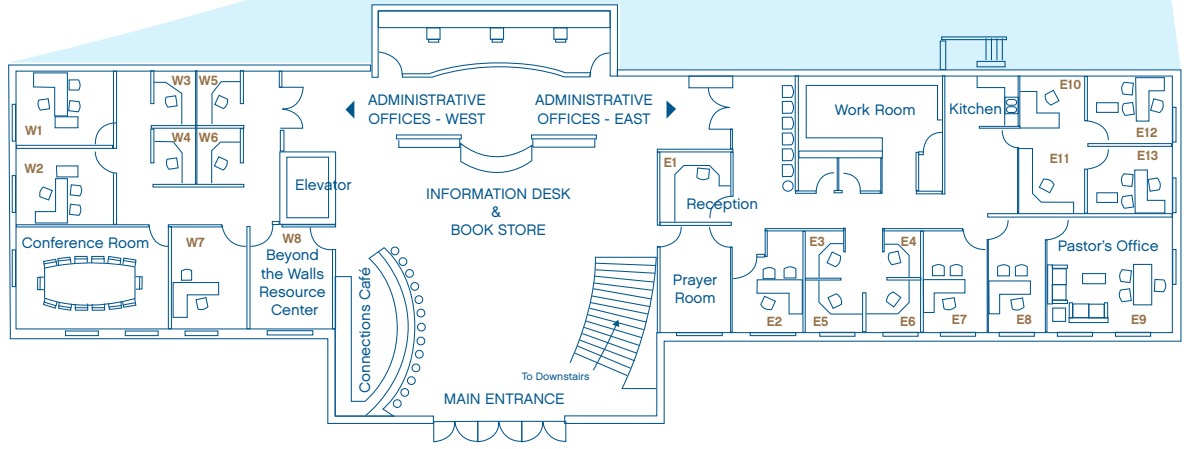 ADMINISTRATIVE
OFFICES - WEST
ADMINISTRATIVE
OFFICES - EAST
INFORMATION DESK
&
BOOK STORE
MAIN ENTRANCE
To Downstairs
Connections Café
Elevator
W1
W2
W3
W4
W5
W6
W7
W8
Conference Room
Beyond
the Walls
Resource
Center
E1
Reception
Prayer
Room
Work Room
Kitchen
E2
E3
E4
E5
E6
E7
E8
Pastor's Office
E9
E10
E11
E12
E13